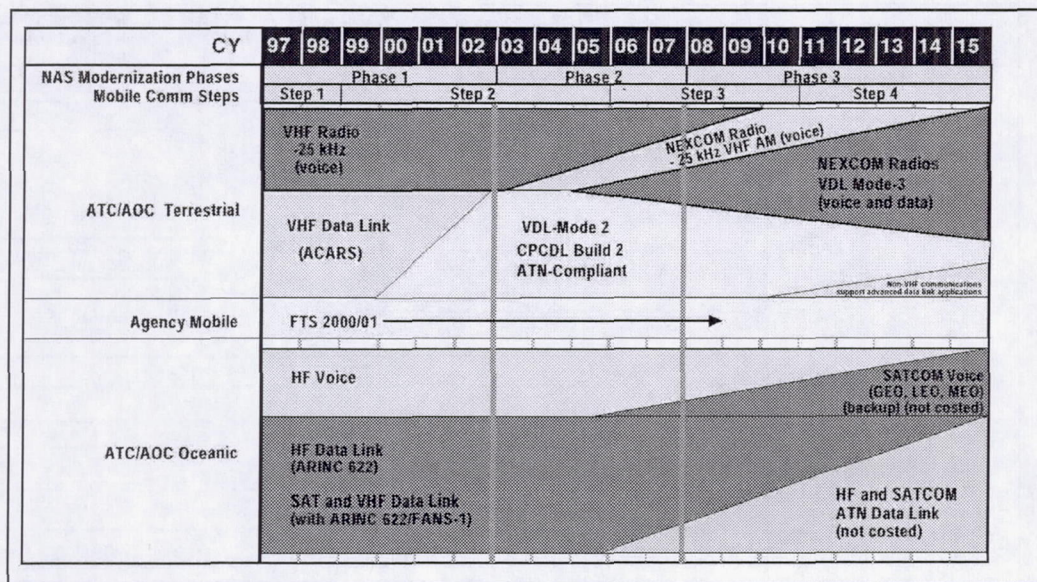 CY 97 98 99 00 01 02 03 04 05 06 07 08 09 10 11 12 13 14 15
NAS Modernization Phases Phase 1 Phase 2 Phase 3
Mobile Comm Steps Step 1 Step 2 Step 3 Step 4
ATC/AOC Terrestrial
VHF Radio
-25 kHz
(voice)
NEXCOM Radio
- 25 kHz VHF AM (voice)
NEXCOM Radios
VDL Mode-3
(voice and data)
VHF Data Link
(ACARS)
VDL-Mode 2
CPCDL Build 2
ATN-Compliant
Non-VHF communications
support advanced data link applications
Agency Mobile FTS 2000/01
ATC/AOC Oceanic
HF Voice
SATCOM Voice
(GEO, LEO, MEO)
(backup) (not costed)
HF Data Link
(ARINC 622)
SAT and VHF Data Link
(with ARINC 622/FANS-1)
HF and SATCOM
ATN Data Link
(not costed)